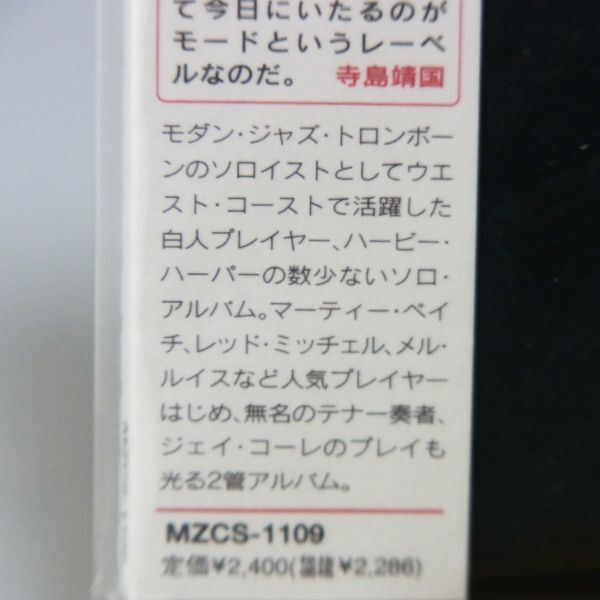 て今日にいたるのが
モードというレーベ
ルなのだ。 寺島靖国
モダン・ジャズ・トロンボー
ンのソロイストとしてウエ
スト・コーストで活躍した
白人プレイヤー、ハービー・
ハーパーの数少ないソロ・
アルバム。マーティー・ペイ
チ、レッド・ミッチェル、メル・
ルイスなど人気プレイヤー
はじめ、無名のテナー奏者、
ジェイ・コーレのプレイも
光る2管アルバム。
MZCS-1109
定価¥2,400(税抜価格¥2,286)